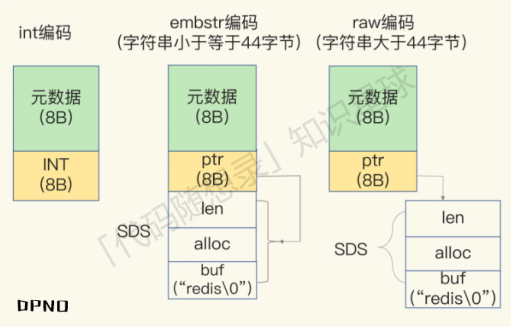 int编码
embstr编码
(字符串小于等于44字节)
raw编码
(字符串大于44字节)
元数据
(8B)
INT
(8B)
元数据
(8B)
ptr
(8B)
SDS
len
alloc
buf
("redis\0")
元数据
(8B)
ptr
(8B)
SDS
len
alloc
buf
("redis\0")
「代码随想录」知识星球
DPNO